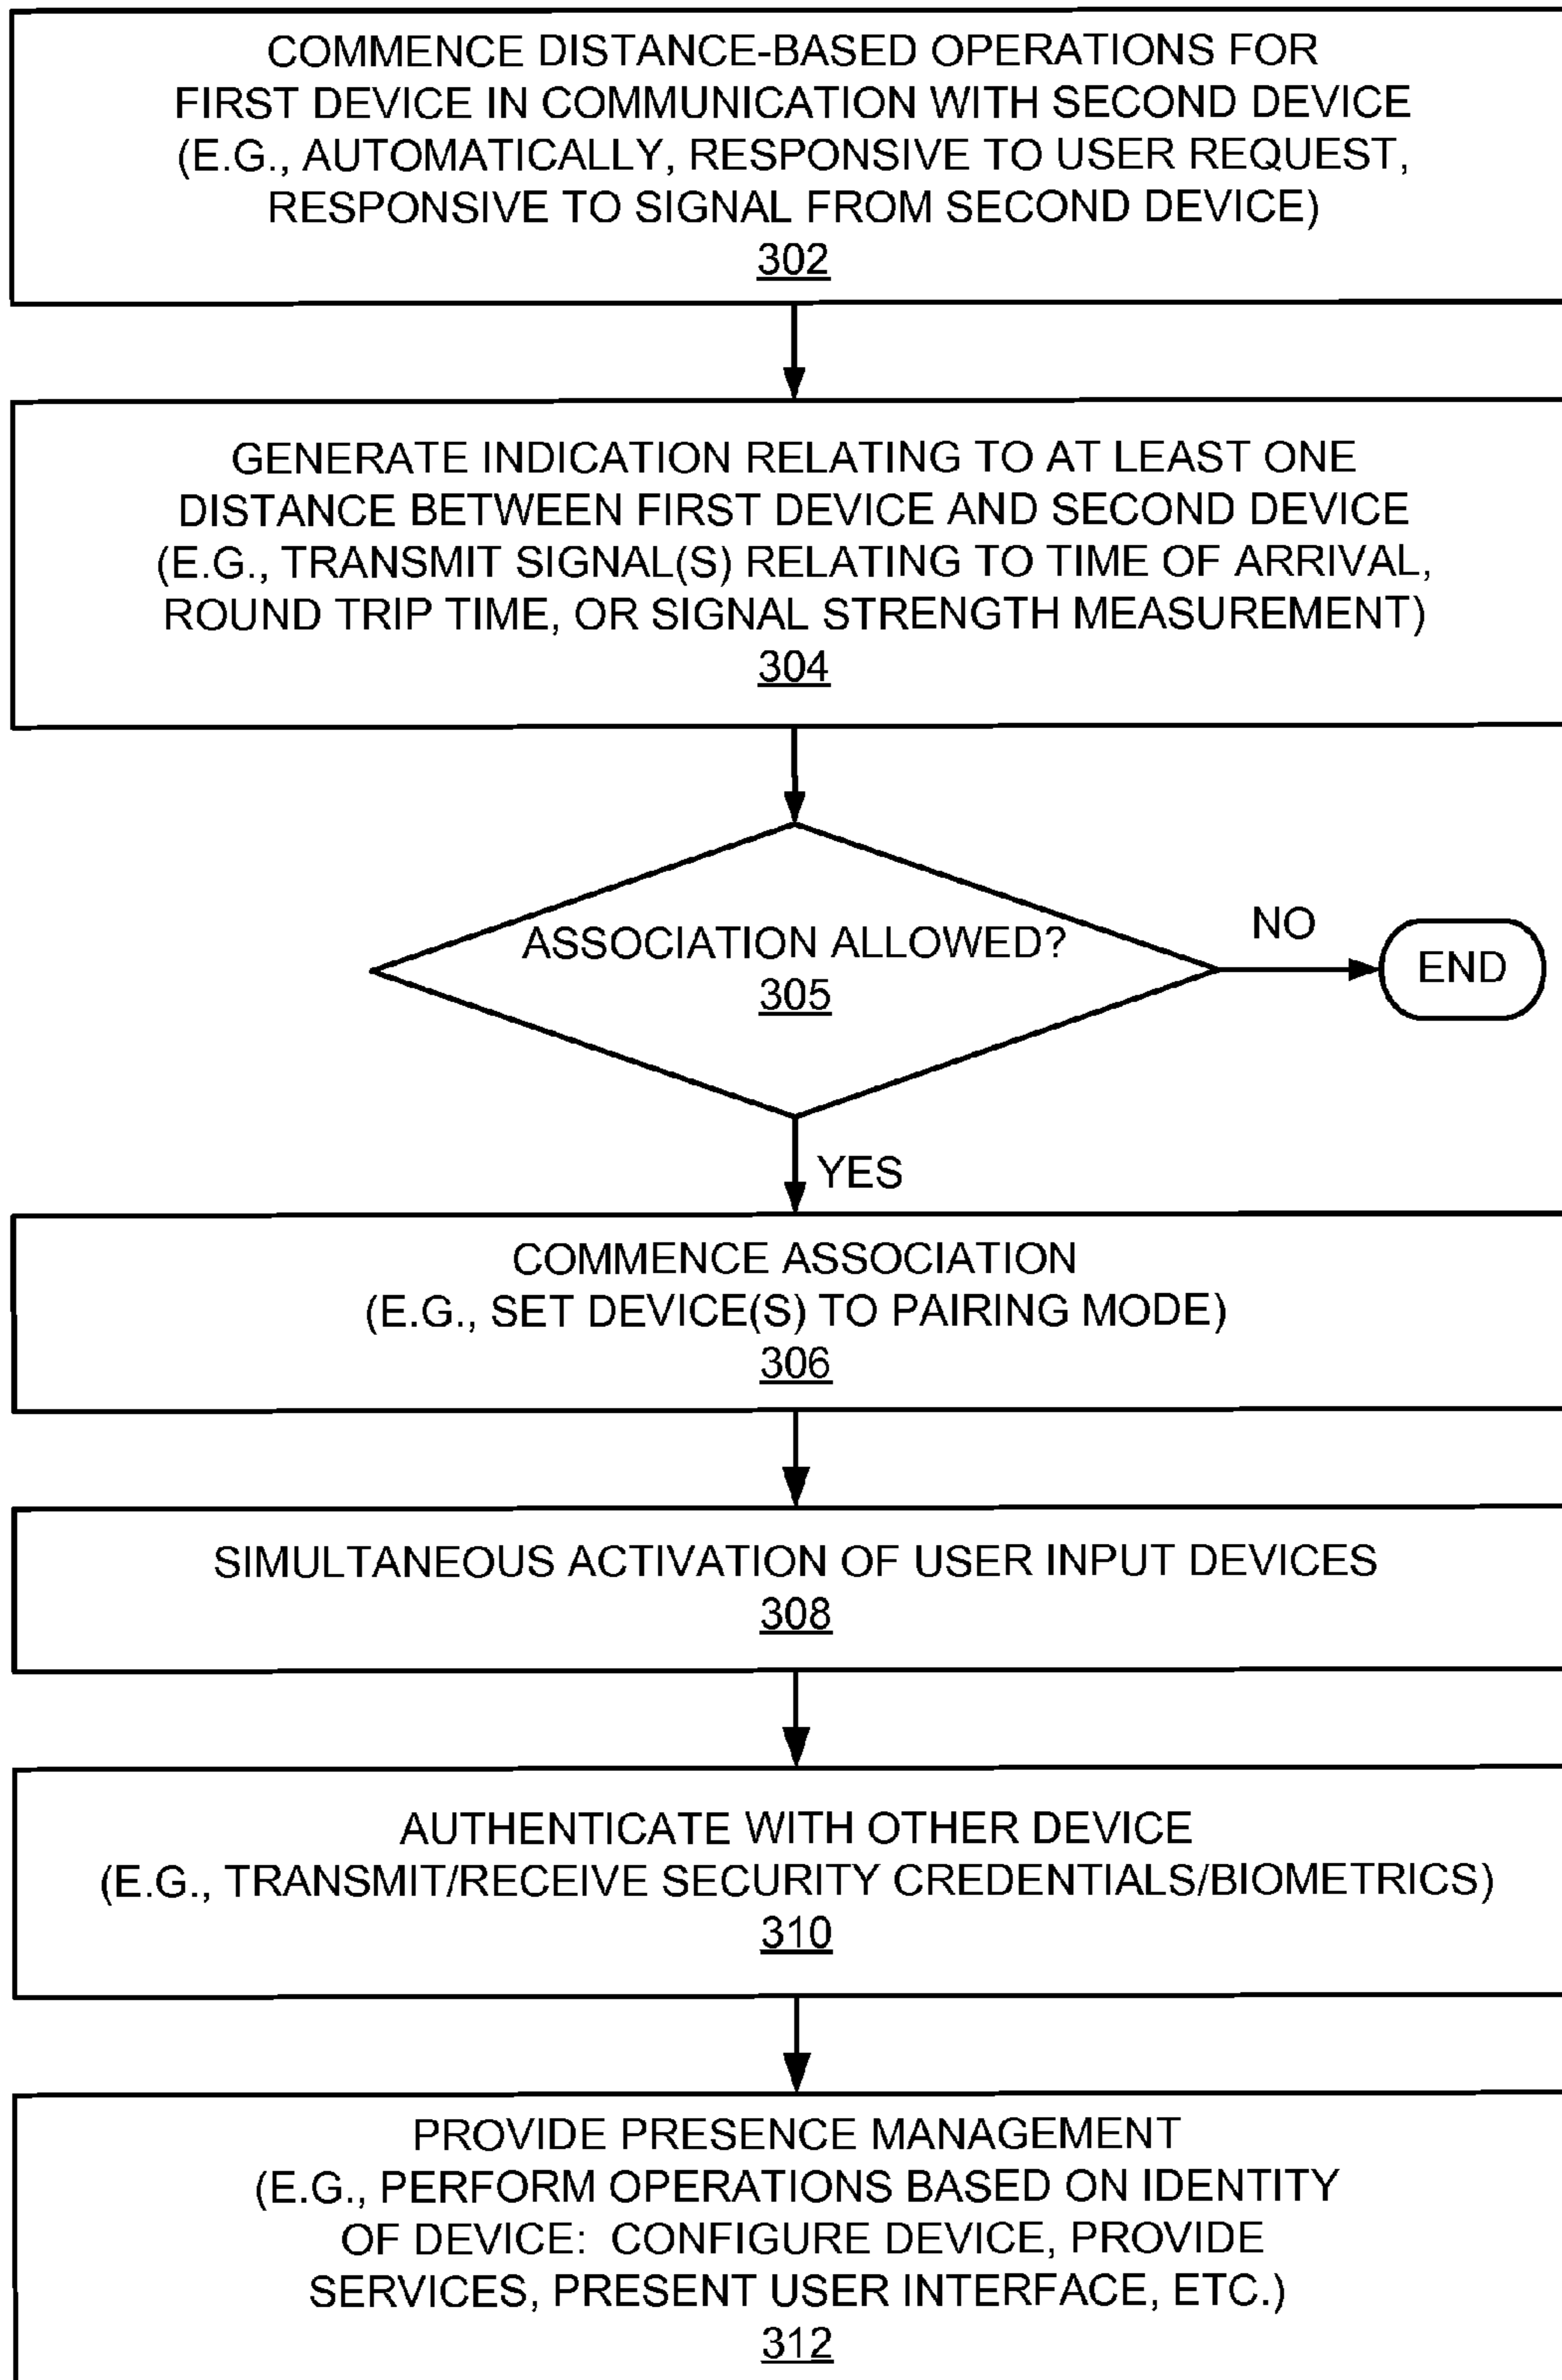 COMMENCE DISTANCE-BASED OPERATIONS FOR
FIRST DEVICE IN COMMUNICATION WITH SECOND DEVICE
(E.G., AUTOMATICALLY, RESPONSIVE TO USER REQUEST,
RESPONSIVE TO SIGNAL FROM SECOND DEVICE)
302
GENERATE INDICATION RELATING TO AT LEAST ONE
DISTANCE BETWEEN FIRST DEVICE AND SECOND DEVICE
(E.G., TRANSMIT SIGNAL(S) RELATING TO TIME OF ARRIVAL,
ROUND TRIP TIME, OR SIGNAL STRENGTH MEASUREMENT)
304
ASSOCIATION ALLOWED?
305
NO
END
YES
COMMENCE ASSOCIATION
(E.G., SET DEVICE(S) TO PAIRING MODE)
306
SIMULTANEOUS ACTIVATION OF USER INPUT DEVICES
308
AUTHENTICATE WITH OTHER DEVICE
(E.G., TRANSMIT/RECEIVE SECURITY CREDENTIALS/BIOMETRICS)
310
PROVIDE PRESENCE MANAGEMENT
(E.G., PERFORM OPERATIONS BASED ON IDENTITY
OF DEVICE: CONFIGURE DEVICE, PROVIDE
SERVICES, PRESENT USER INTERFACE, ETC.)
312